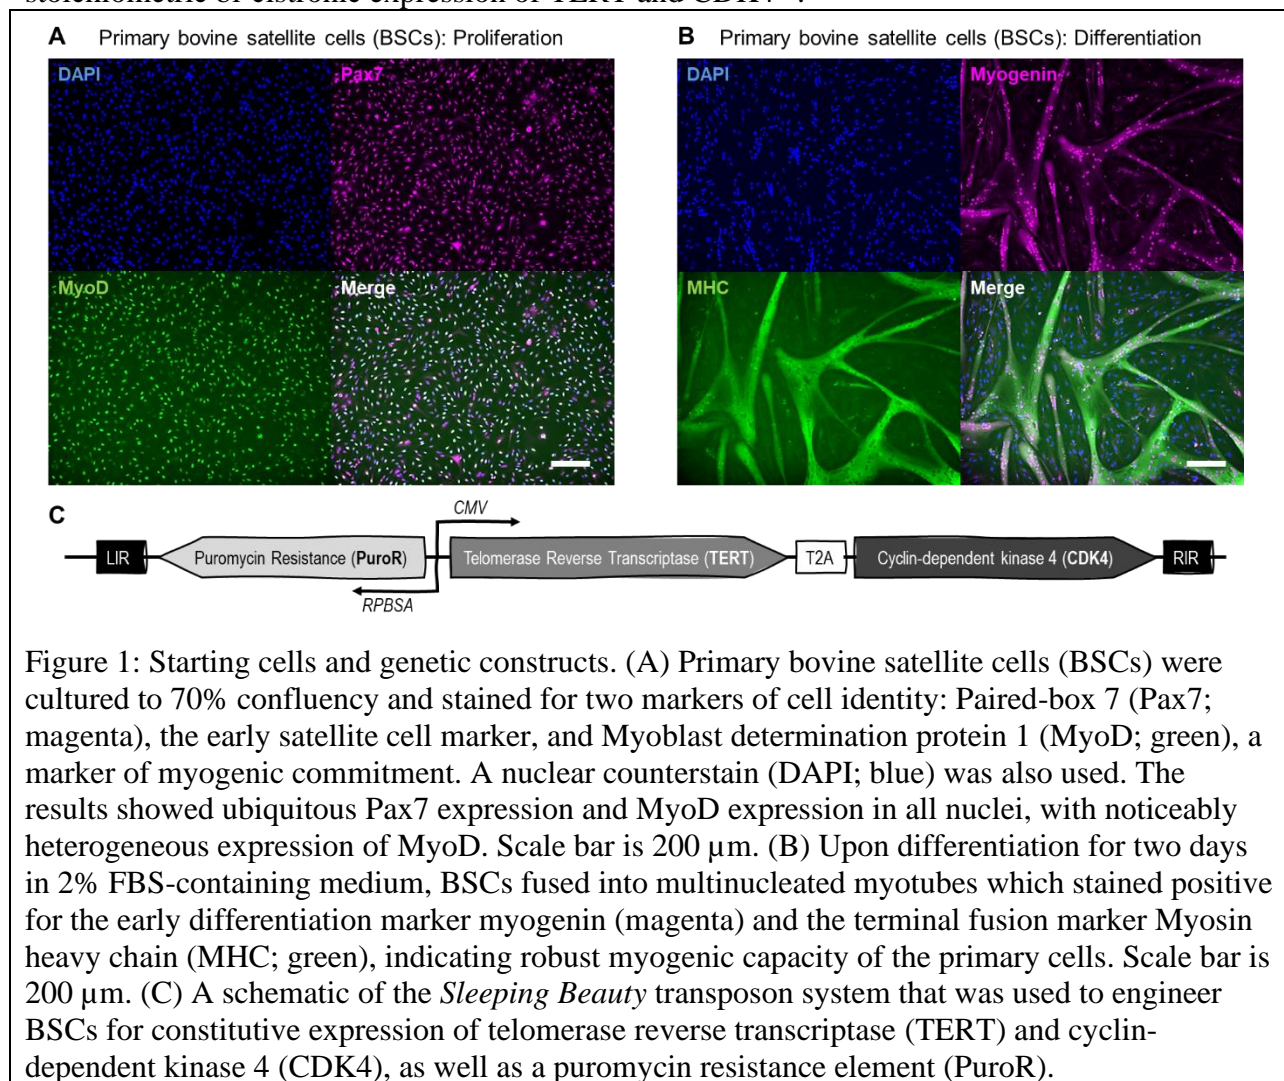 stoichiometric bi-cistronic expression of TERT and CDK4
A Primary bovine satellite cells (BSCs): Proliferation
DAPI
Pax7
MyoD
Merge
B Primary bovine satellite cells (BSCs): Differentiation
DAPI
Myogenin
MHC
Merge
C
CMV
LIR
Puromycin Resistance (PuroR)
Telomerase Reverse Transcriptase (TERT)
T2A
Cyclin-dependent kinase 4 (CDK4)
RIR
RPBSA
Figure 1: Starting cells and genetic constructs. (A) Primary bovine satellite cells (BSCs) were
cultured to 70% confluency and stained for two markers of cell identity: Paired-box 7 (Pax7;
magenta), the early satellite cell marker, and Myoblast determination protein 1 (MyoD; green), a
marker of myogenic commitment. A nuclear counterstain (DAPI; blue) was also used. The
results showed ubiquitous Pax7 expression and MyoD expression in all nuclei, with noticeably
heterogeneous expression of MyoD. Scale bar is 200 µm. (B) Upon differentiation for two days
in 2% FBS-containing medium, BSCs fused into multinucleated myotubes which stained positive
for the early differentiation marker myogenin (magenta) and the terminal fusion marker Myosin
heavy chain (MHC; green), indicating robust myogenic capacity of the primary cells. Scale bar is
200 µm. (C) A schematic of the Sleeping Beauty transposon system that was used to engineer
BSCs for constitutive expression of telomerase reverse transcriptase (TERT) and cyclin-
dependent kinase 4 (CDK4), as well as a puromycin resistance element (PuroR).